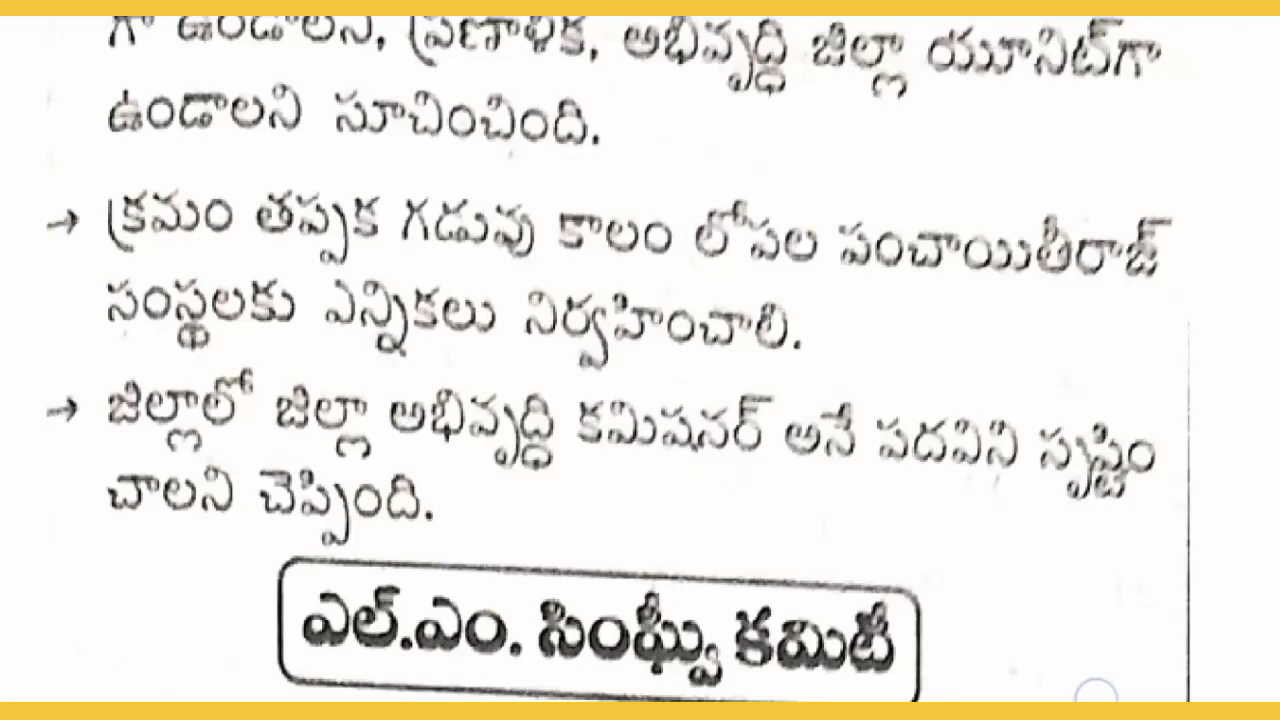 గా ఉండాలని, ప్రణాళిక, అభివృద్ధి జిల్లా యూనిట్‌గా
ఉండాలని సూచించింది.
→ క్రమం తప్పక గడువు కాలం లోపల పంచాయితీరాజ్
సంస్థలకు ఎన్నికలు నిర్వహించాలి.
→ జిల్లాలో జిల్లా అభివృద్ధి కమిషనర్ అనే పదవిని సృష్టిం
చాలని చెప్పింది.
ఎల్.ఎం. సింఘ్వీ కమిటీ